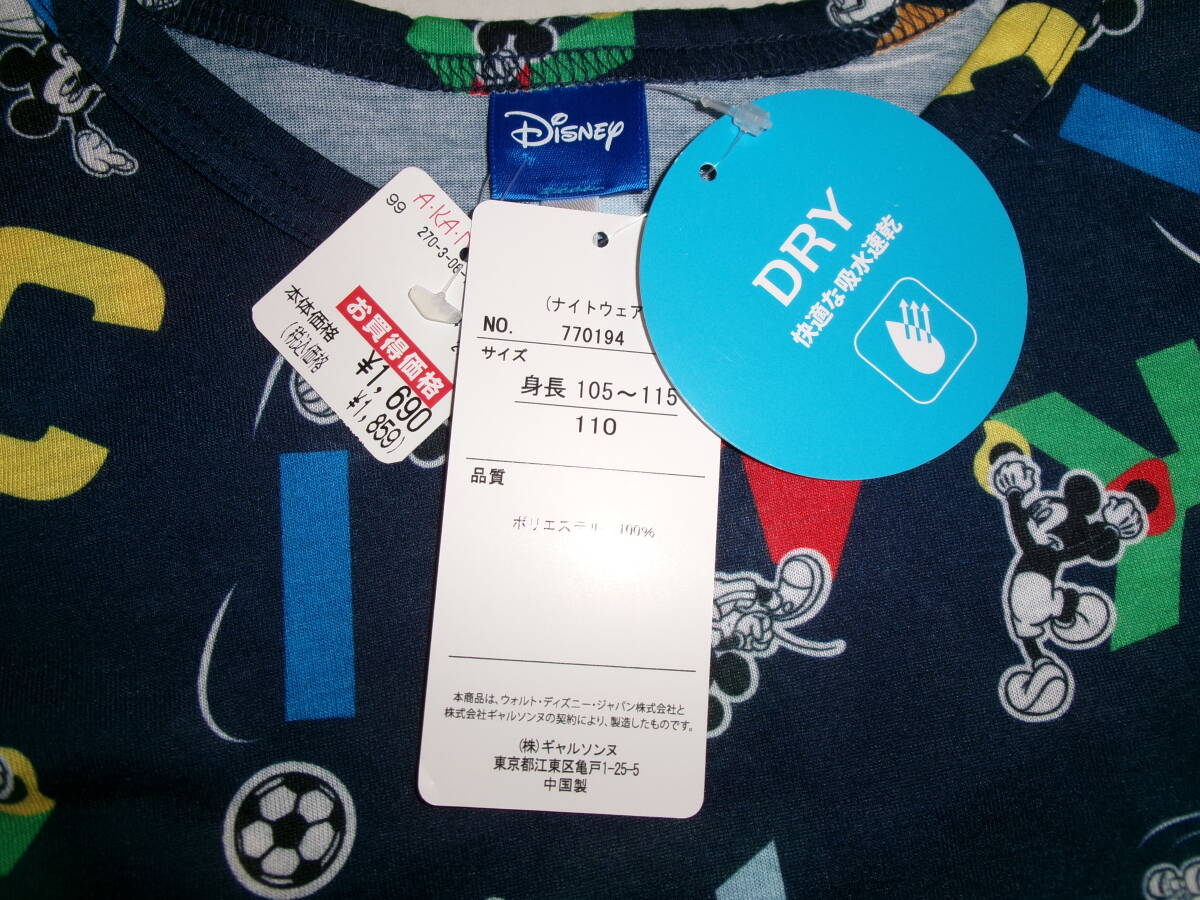 Disney
99
A・KA・
270-3-06-
本体価格
(税込価格
お買得価格
¥1,690
¥1,859)
(ナイトウェア
NO.
770194
サイズ
身長 105～115
110
品質
ポリエステル 100%
本商品は、ウォルト・ディズニー・ジャパン株式会社と
株式会社ギャルソンヌの契約により、製造したものです。
(株)ギャルソンヌ
東京都江東区亀戸1-25-5
中国製
DRY
快適な吸水速乾